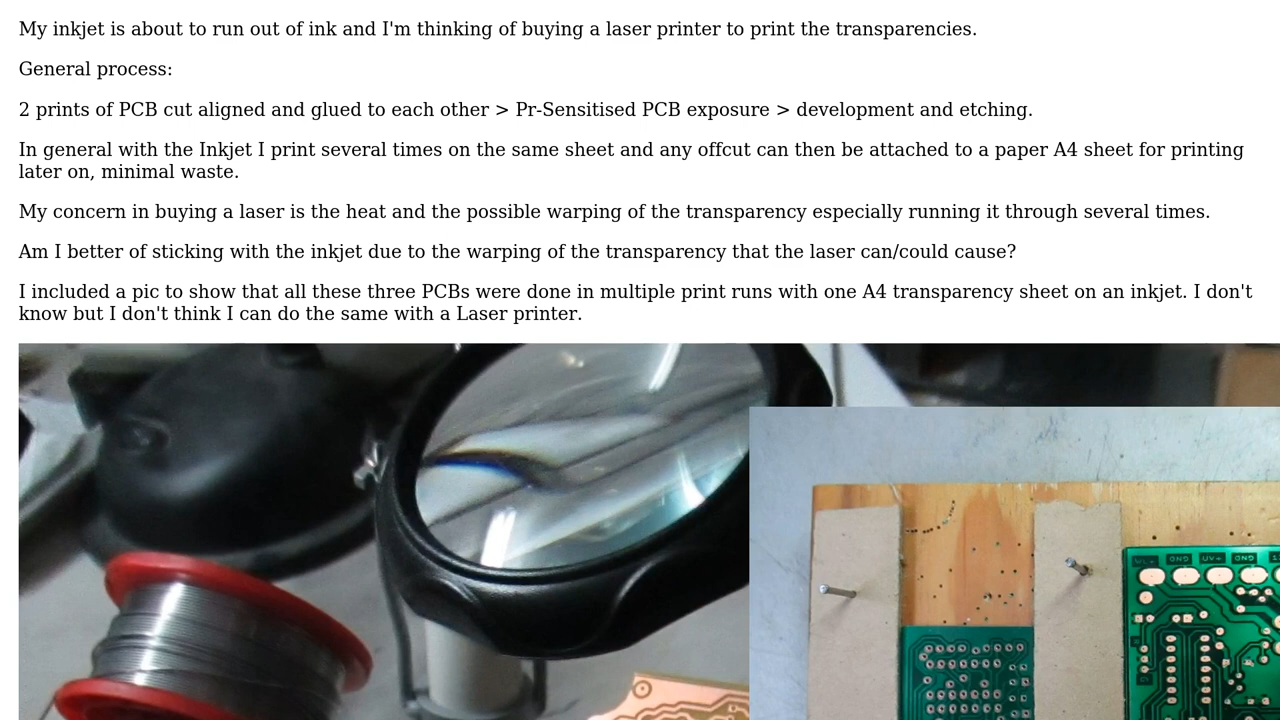 My inkjet is about to run out of ink and I'm thinking of buying a laser printer to print the transparencies.
General process:
2 prints of PCB cut aligned and glued to each other > Pr-Sensitised PCB exposure > development and etching.
In general with the Inkjet I print several times on the same sheet and any offcut can then be attached to a paper A4 sheet for printing
later on, minimal waste.
My concern in buying a laser is the heat and the possible warping of the transparency especially running it through several times.
Am I better of sticking with the inkjet due to the warping of the transparency that the laser can/could cause?
I included a pic to show that all these three PCBs were done in multiple print runs with one A4 transparency sheet on an inkjet. I don't
know but I don't think I can do the same with a Laser printer.
GND
GND